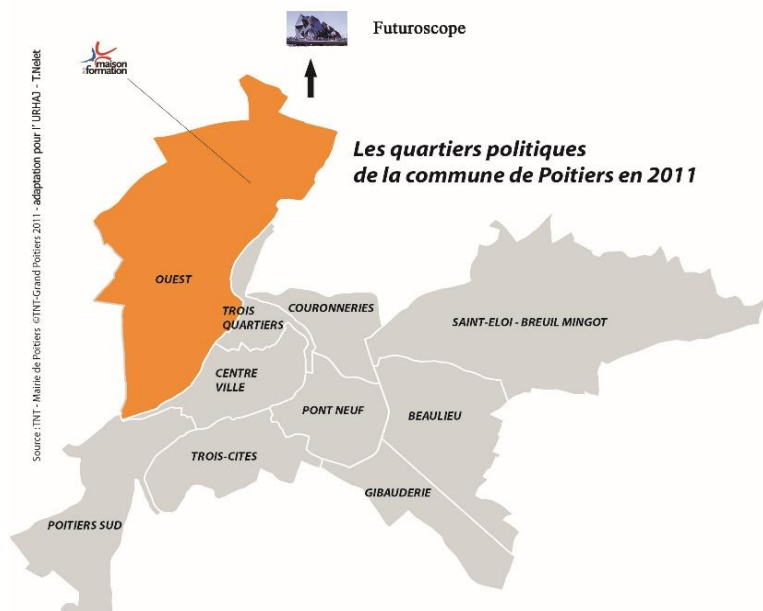 Futuroscope
maison
de la formation
Les quartiers politiques
de la commune de Poitiers en 2011
Source : TNT - Mairie de Poitiers ©TNT-Grand Poitiers 2011 - adaptation pour l' URHAJ - T.Nelet
OUEST
TROIS
QUARTIERS
COURONNERIES
SAINT-ELOI - BREUIL MINGOT
CENTRE
VILLE
PONT NEUF
BEAULIEU
TROIS-CITES
GIBAUDERIE
POITIERS SUD